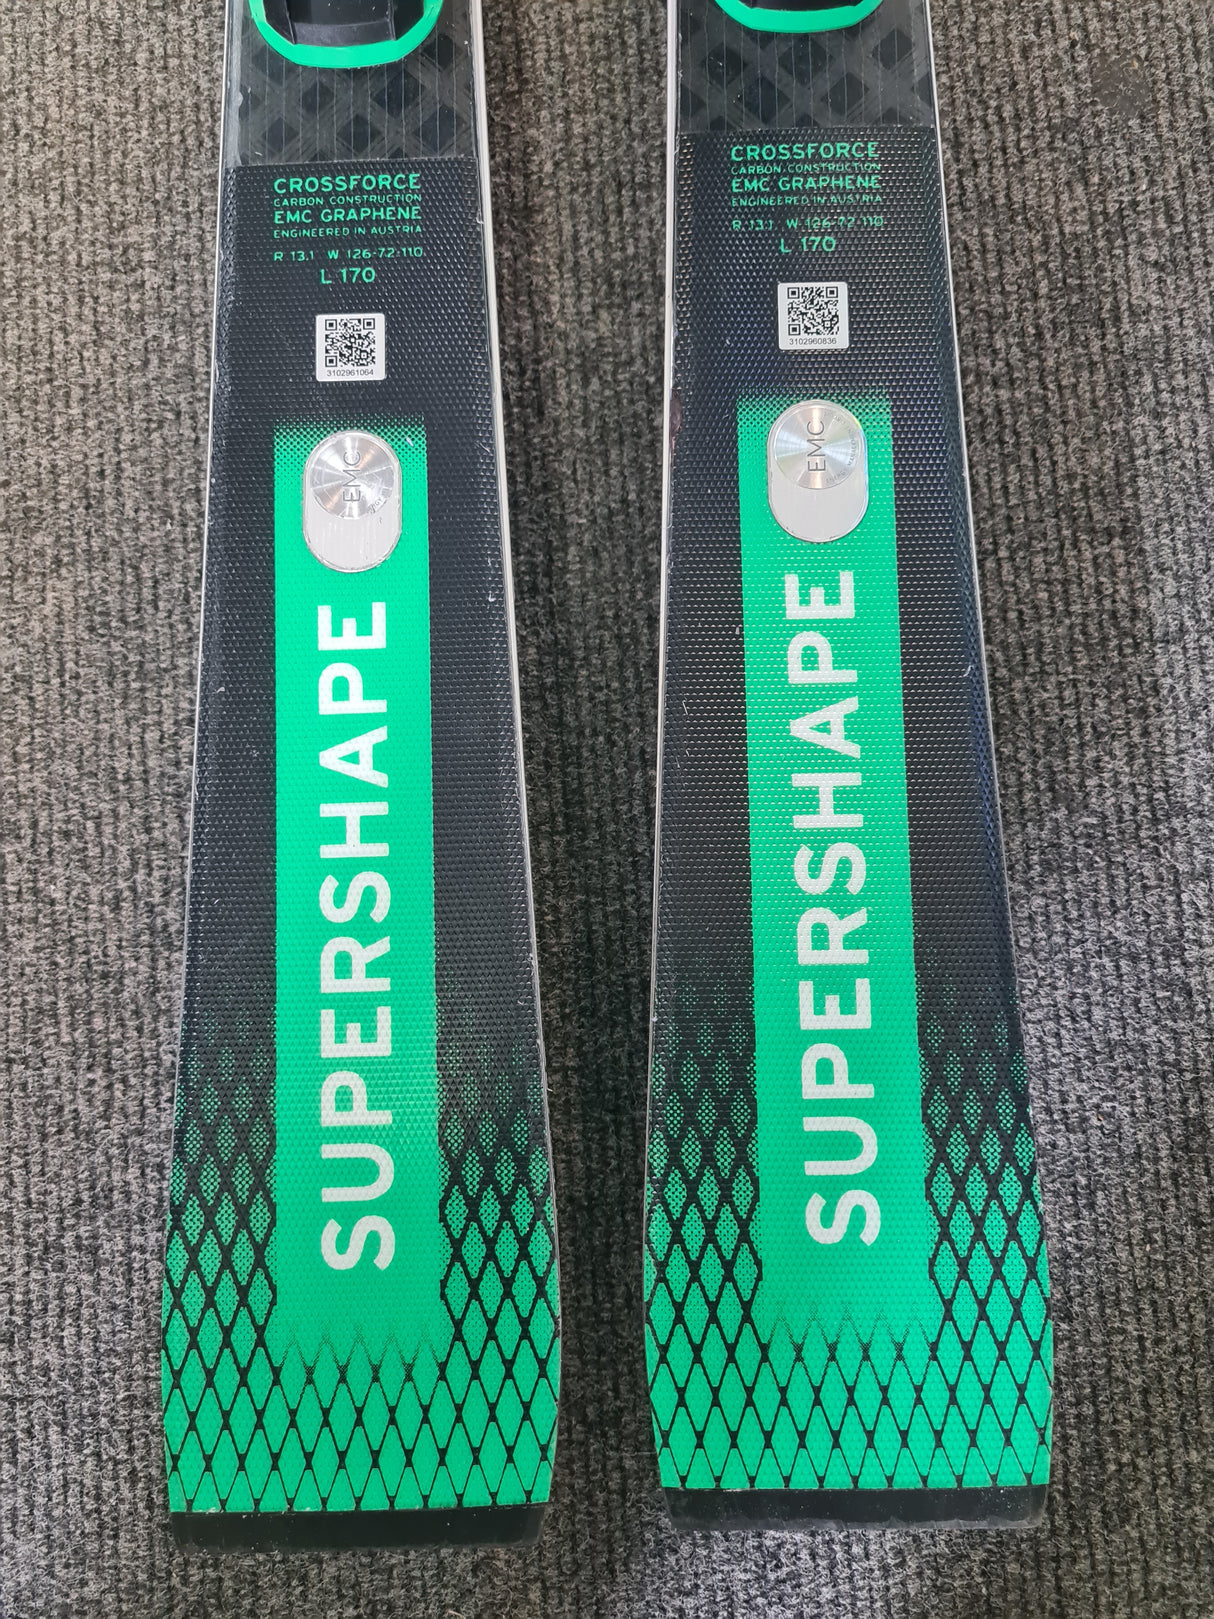 CROSSFORCE
CARBON CONSTRUCTION
EMC GRAPHENE
ENGINEERED IN AUSTRIA
R 13.1 W 126-72-110
L 170
3102961064
EMC
SUPERSHAPE
CROSSFORCE
CARBON CONSTRUCTION
EMC GRAPHENE
ENGINEERED IN AUSTRIA
R 13.1 W 126-72-110
L 170
3102960836
EMC
SUPERSHAPE